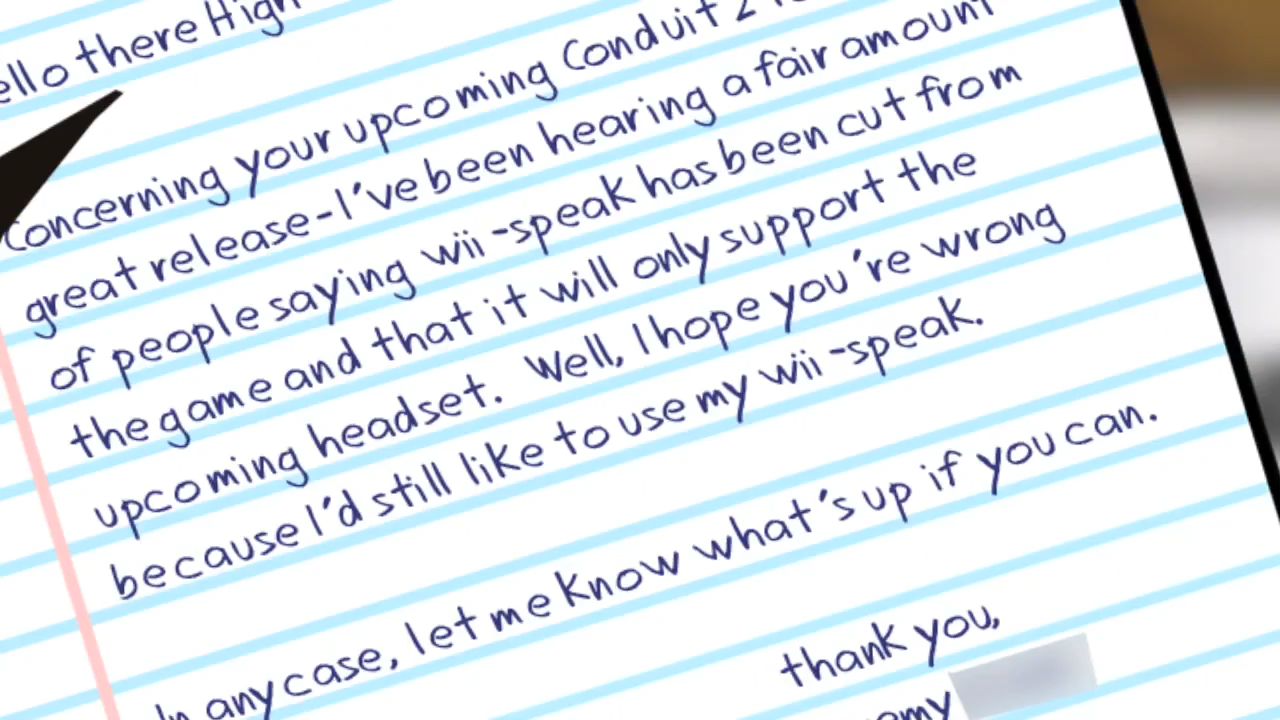 ello there High
Concerning your upcoming Conduit 2
great release-I've been hearing a fair amount
of people saying wii-speak has been cut from
the game and that it will only support the
upcoming headset. Well, I hope you're wrong
because I'd still like to use my wii-speak.
In any case, let me know what's up if you can.
thank you,